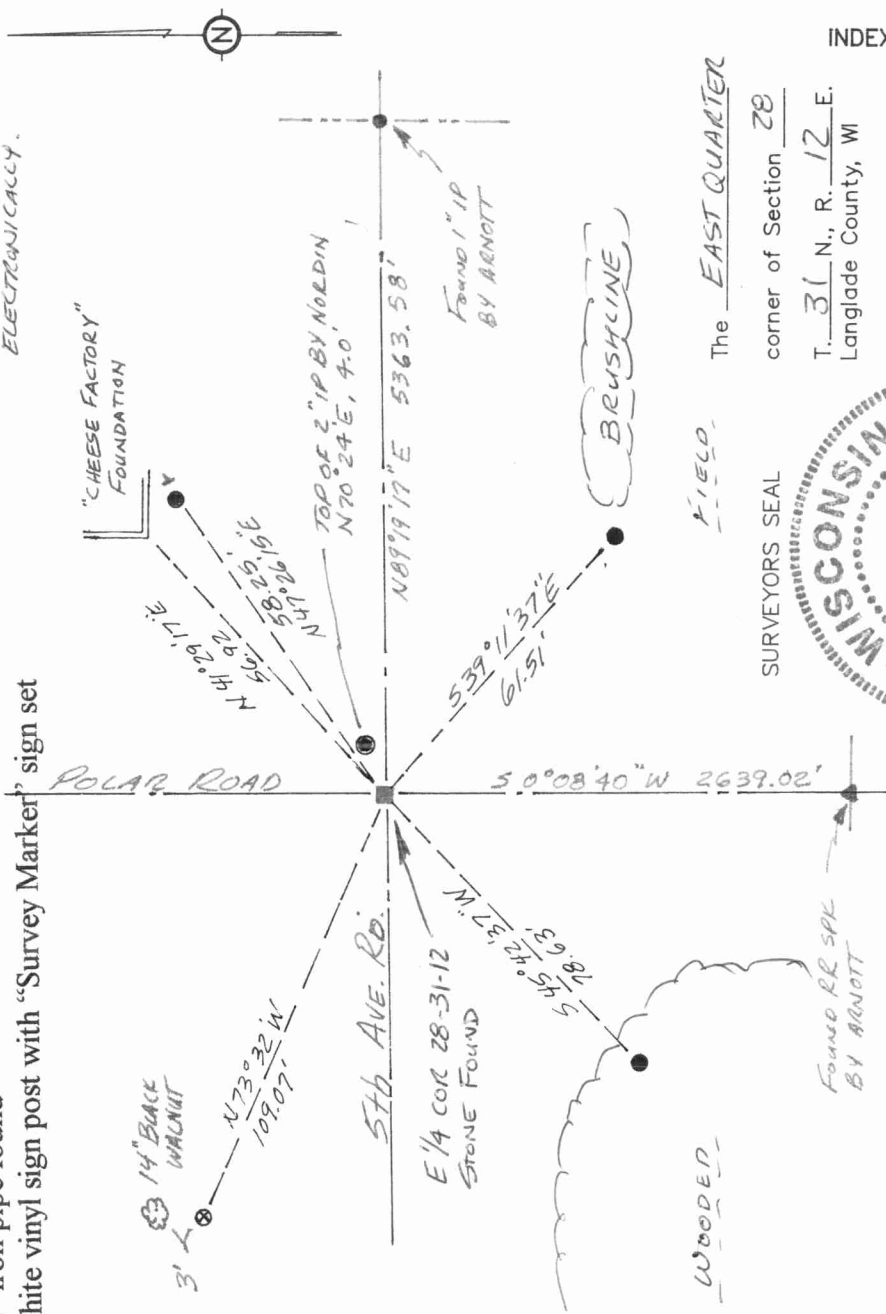 iron pipe found
hite vinyl sign post with “Survey Marker” sign set
ELECTRONICALLY.
N
"CHEESE FACTORY"
FOUNDATION
14" BLACK
WALNUT
3'
N73°32'W
109.07'
POLAR ROAD
N 41°29'17"E
56.92
58.25'
N47°26'15"E
TOP OF 2" IP BY NORDIN
N70°24'E, 4.0'
5th AVE. RD.
N89°19'17"E 5363.58'
FOUND 1" IP
BY ARNOTT
E 1/4 COR 28-31-12
STONE FOUND
S45°42'37"W
78.63'
S39°11'37"E
61.51'
BRUSHLINE
S0°08'40"W 2639.02'
WOODED
FOUND RR SPK
BY ARNOTT
FIELD
SURVEYORS SEAL
WISCONSIN
The EAST QUARTER
corner of Section 28
T. 31 N., R. 12 E.
Langlade County, WI
INDEX